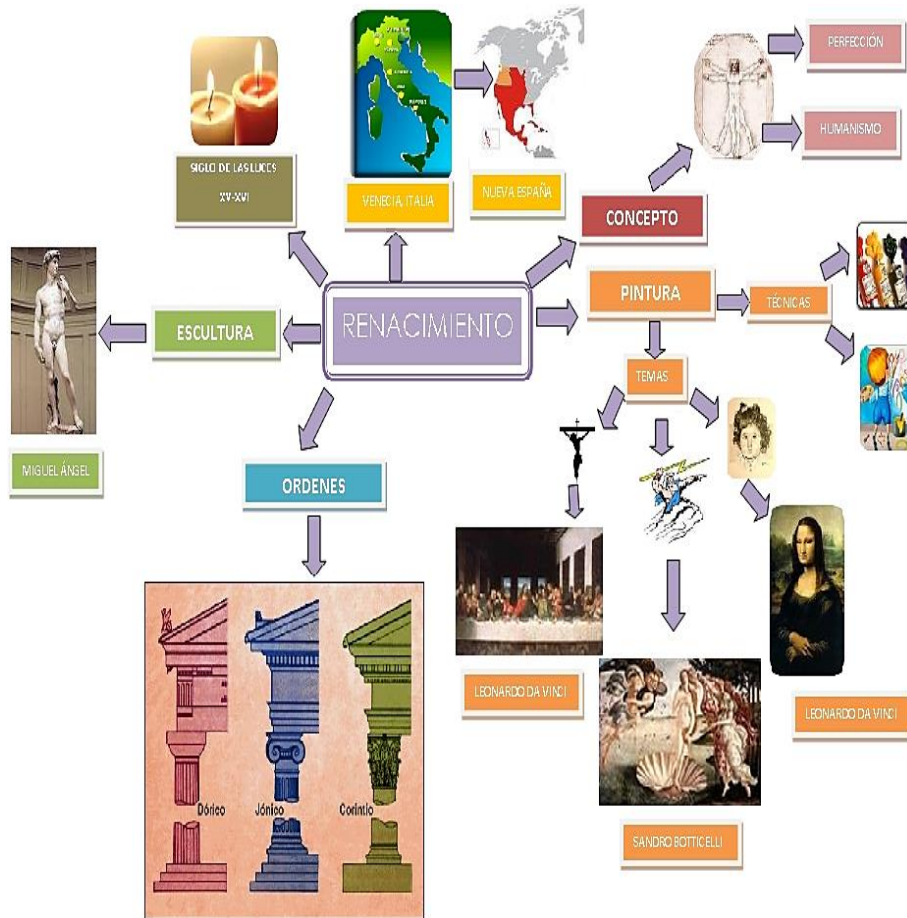 SIGLO DE LAS LUCES
XV-XVI
VENECIA, ITALIA
NUEVA ESPAÑA
PERFECCIÓN
HUMANISMO
CONCEPTO
RENACIMIENTO
PINTURA
TÉCNICAS
ESCULTURA
MIGUEL ÁNGEL
TEMAS
ORDENES
LEONARDO DA VINCI
LEONARDO DA VINCI
SANDRO BOTTICELLI
Dórico
Jónico
Corintio